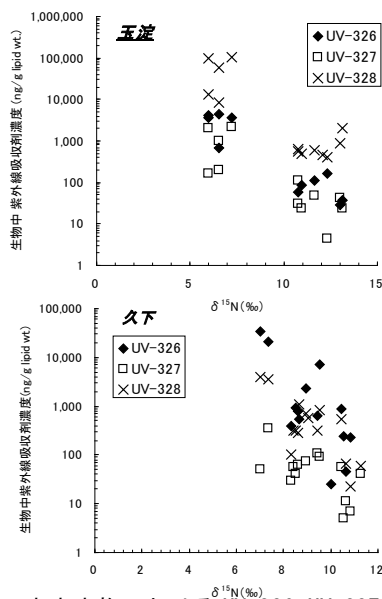 玉淀
◆UV-326
□UV-327
×UV-328
生物中 紫外線吸収剤濃度 (ng/g lipid wt.)
1,000,000
100,000
10,000
1,000
100
10
1
0 5 10 15
δ¹⁵N(‰)
久下
◆UV-326
□UV-327
×UV-328
生物中紫外線吸収剤濃度(ng/g lipid wt.)
100,000
10,000
1,000
100
10
1
0 2 4 6 8 10 12
δ¹⁵N(‰)